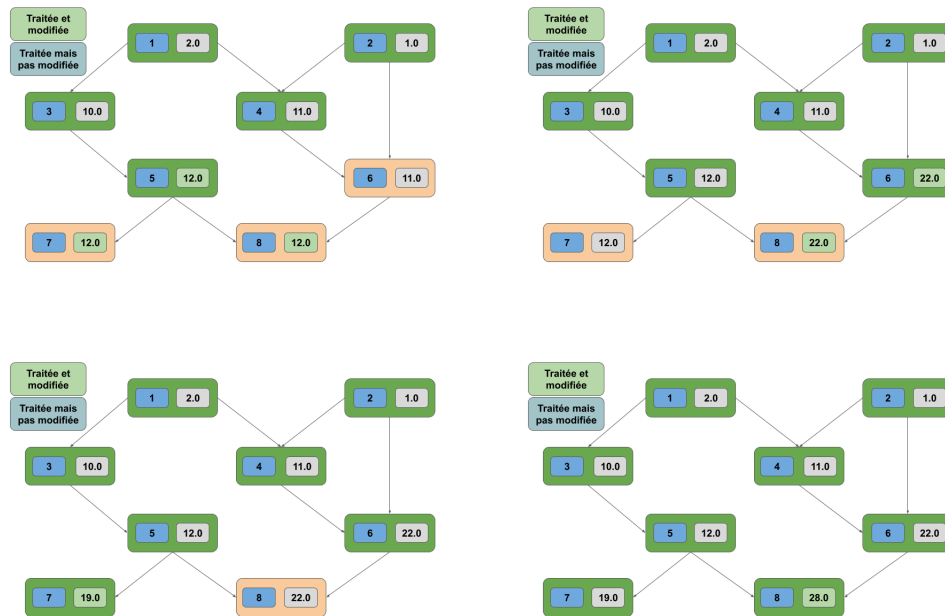 Traitée et
modifiée
Traitée mais
pas modifiée
1 2.0
2 1.0
3 10.0
4 11.0
5 12.0
6 11.0
7 12.0
8 12.0
Traitée et
modifiée
Traitée mais
pas modifiée
1 2.0
2 1.0
3 10.0
4 11.0
5 12.0
6 22.0
7 12.0
8 22.0
Traitée et
modifiée
Traitée mais
pas modifiée
1 2.0
2 1.0
3 10.0
4 11.0
5 12.0
6 22.0
7 19.0
8 22.0
Traitée et
modifiée
Traitée mais
pas modifiée
1 2.0
2 1.0
3 10.0
4 11.0
5 12.0
6 22.0
7 19.0
8 28.0